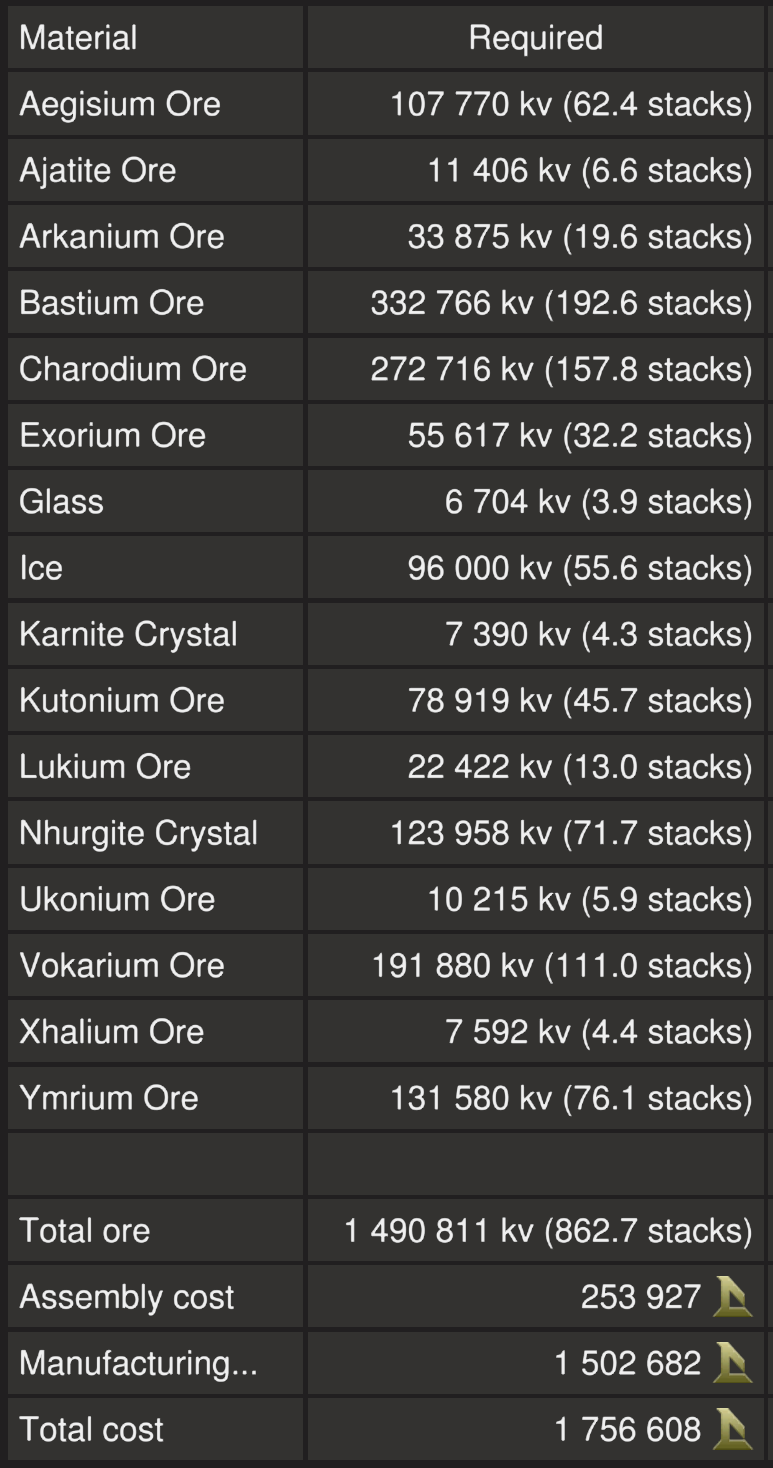 Material Required
Aegisium Ore 107 770 kv (62.4 stacks)
Ajatite Ore 11 406 kv (6.6 stacks)
Arkanium Ore 33 875 kv (19.6 stacks)
Bastium Ore 332 766 kv (192.6 stacks)
Charodium Ore 272 716 kv (157.8 stacks)
Exorium Ore 55 617 kv (32.2 stacks)
Glass 6 704 kv (3.9 stacks)
Ice 96 000 kv (55.6 stacks)
Karnite Crystal 7 390 kv (4.3 stacks)
Kutonium Ore 78 919 kv (45.7 stacks)
Lukium Ore 22 422 kv (13.0 stacks)
Nhurgite Crystal 123 958 kv (71.7 stacks)
Ukonium Ore 10 215 kv (5.9 stacks)
Vokarium Ore 191 880 kv (111.0 stacks)
Xhalium Ore 7 592 kv (4.4 stacks)
Ymrium Ore 131 580 kv (76.1 stacks)
Total ore 1 490 811 kv (862.7 stacks)
Assembly cost 253 927
Manufacturing... 1 502 682
Total cost 1 756 608